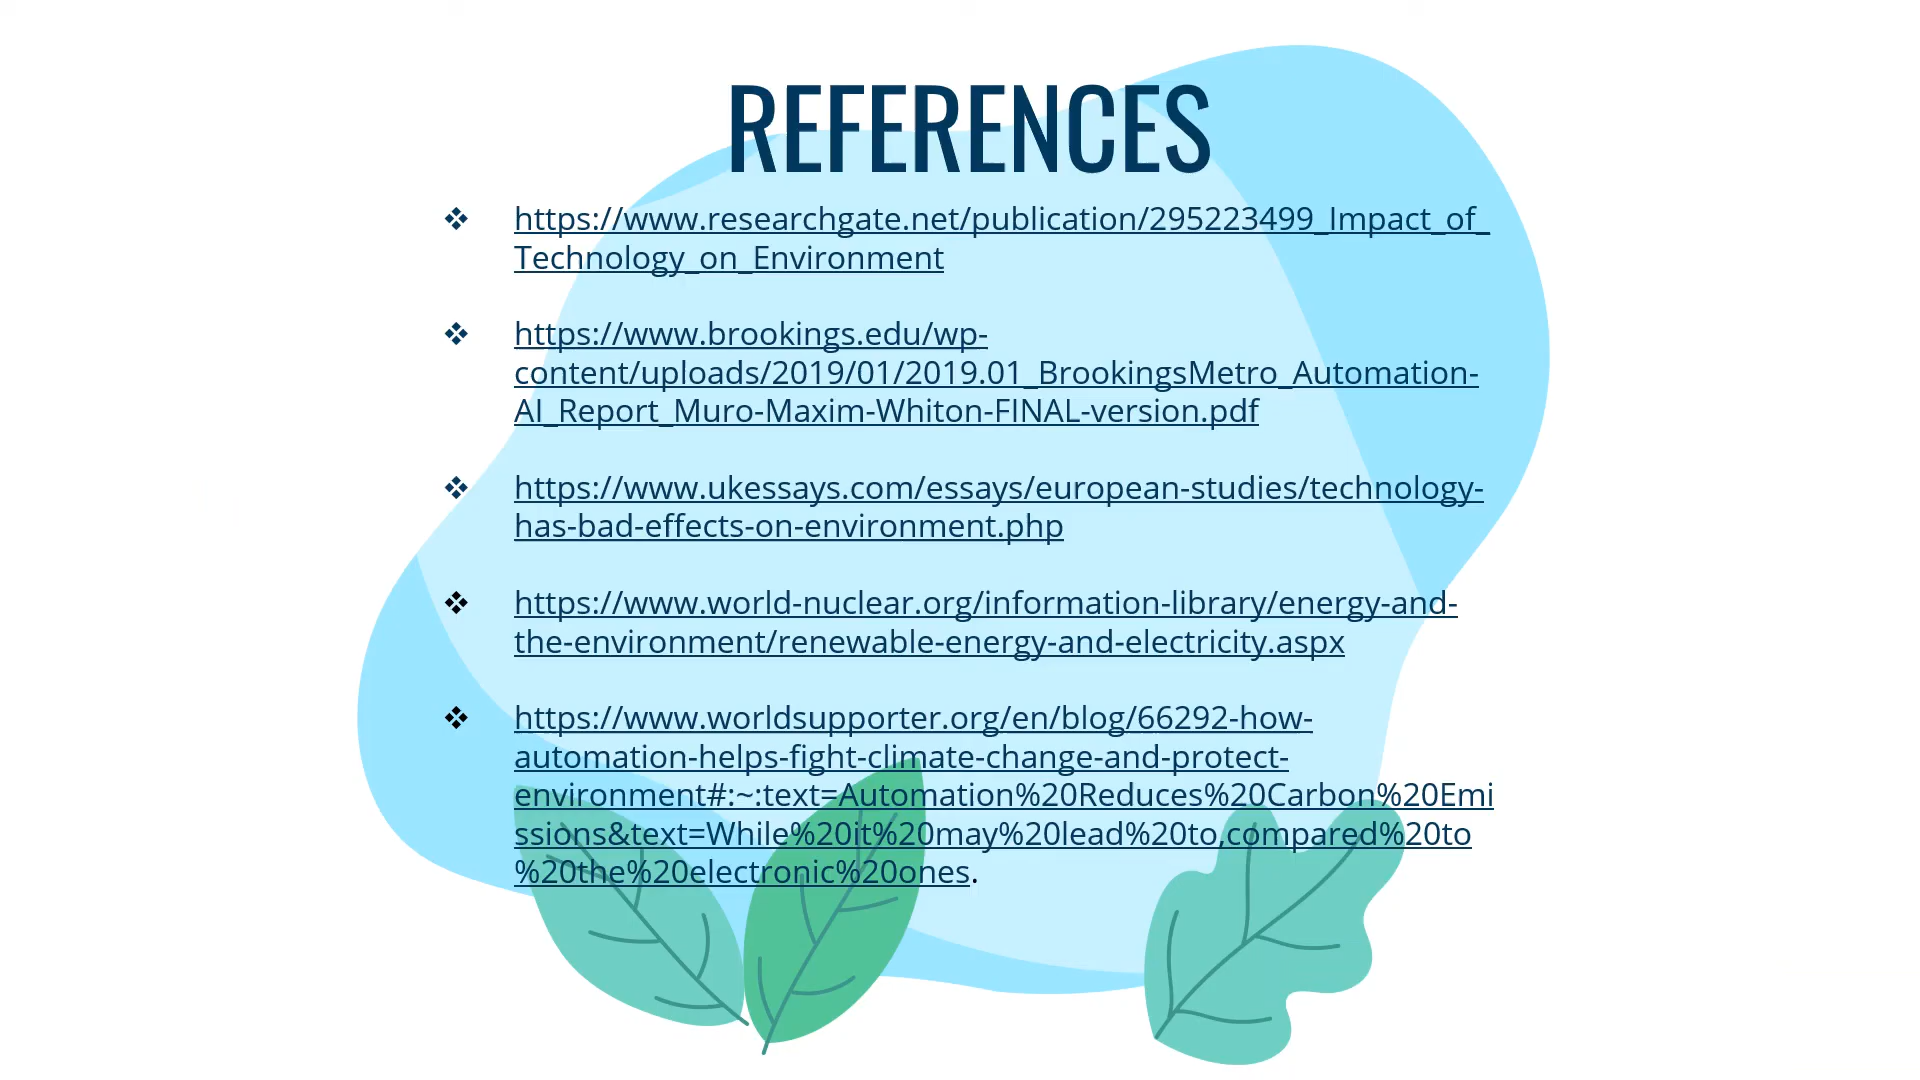 REFERENCES
❖ https://www.researchgate.net/publication/295223499_Impact_of_
Technology_on_Environment
❖ https://www.brookings.edu/wp-
content/uploads/2019/01/2019.01_BrookingsMetro_Automation-
AI_Report_Muro-Maxim-Whiton-FINAL-version.pdf
❖ https://www.ukessays.com/essays/european-studies/technology-
has-bad-effects-on-environment.php
❖ https://www.world-nuclear.org/information-library/energy-and-
the-environment/renewable-energy-and-electricity.aspx
❖ https://www.worldsupporter.org/en/blog/66292-how-
automation-helps-fight-climate-change-and-protect-
environment#:~:text=Automation%20Reduces%20Carbon%20Emi
ssions&text=While%20it%20may%20lead%20to,compared%20to
%20the%20electronic%20ones.